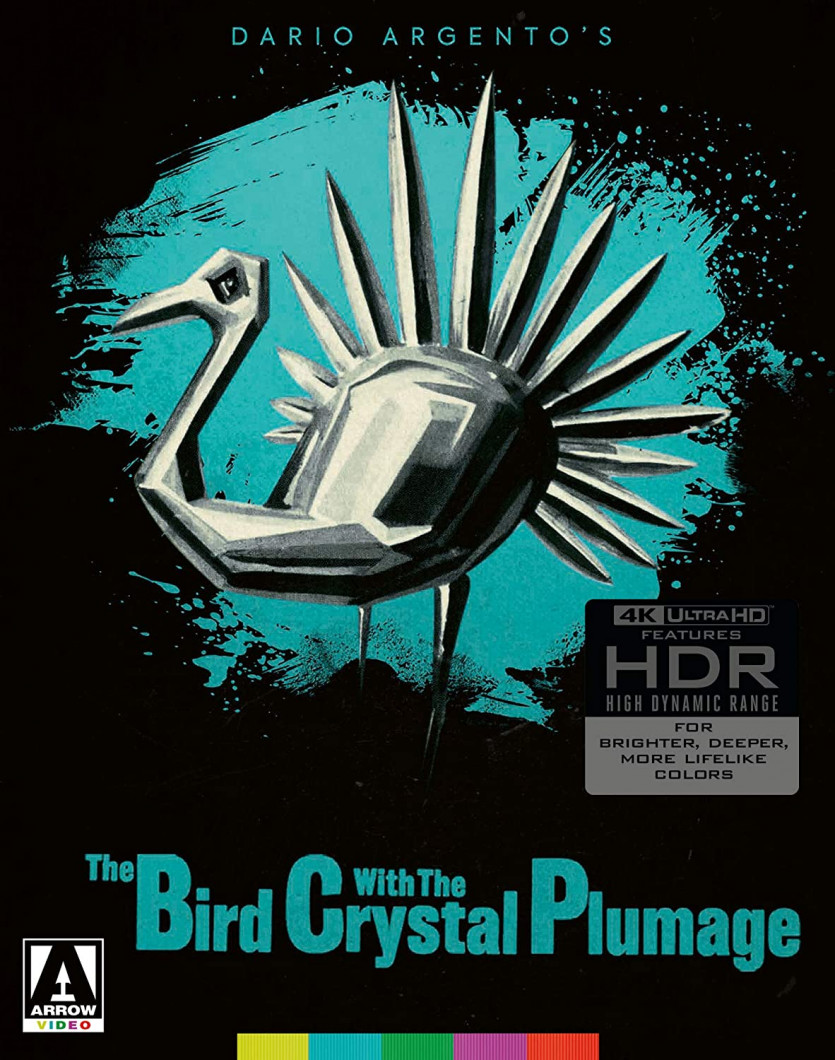 DARIO ARGENTO'S
4K ULTRA HD
FEATURES
HDR
HIGH DYNAMIC RANGE
FOR
BRIGHTER, DEEPER,
MORE LIFELIKE
COLORS
The Bird With The Crystal Plumage
ARROW
VIDEO